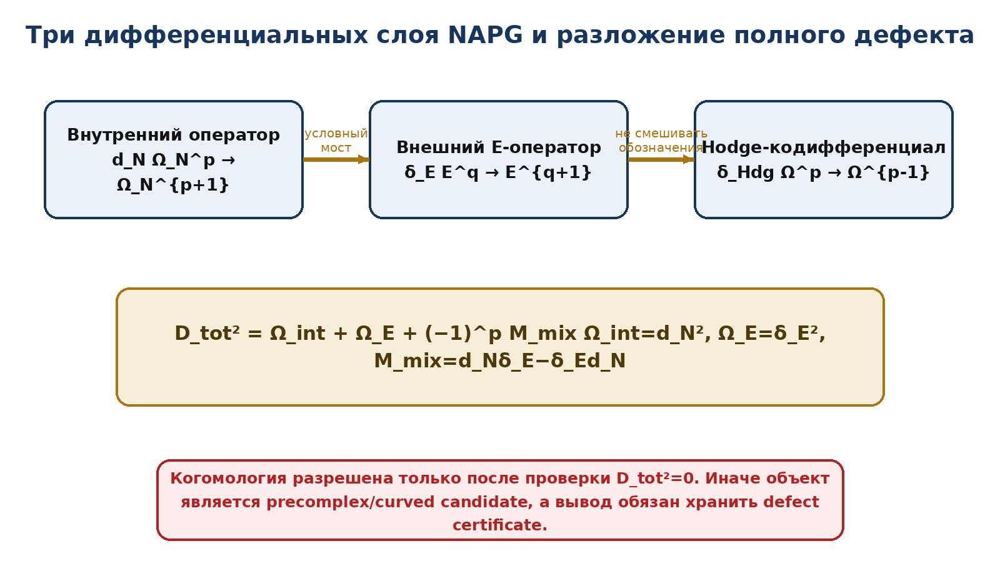 Три дифференциальных слоя NAPG и разложение полного дефекта
Внутренний оператор
d_N Ω_N^p →
Ω_N^{p+1}
условный
мост
Внешний E-оператор
δ_E E^q → E^{q+1}
не смешивать
обозначения
Hodge-кодифференциал
δ_Hdg Ω^p → Ω^{p-1}
D_tot² = Ω_int + Ω_E + (−1)^p M_mix Ω_int=d_N², Ω_E=δ_E²,
M_mix=d_Nδ_E−δ_Ed_N
Когомология разрешена только после проверки D_tot²=0. Иначе объект
является precomplex/curved candidate, а вывод обязан хранить defect
certificate.